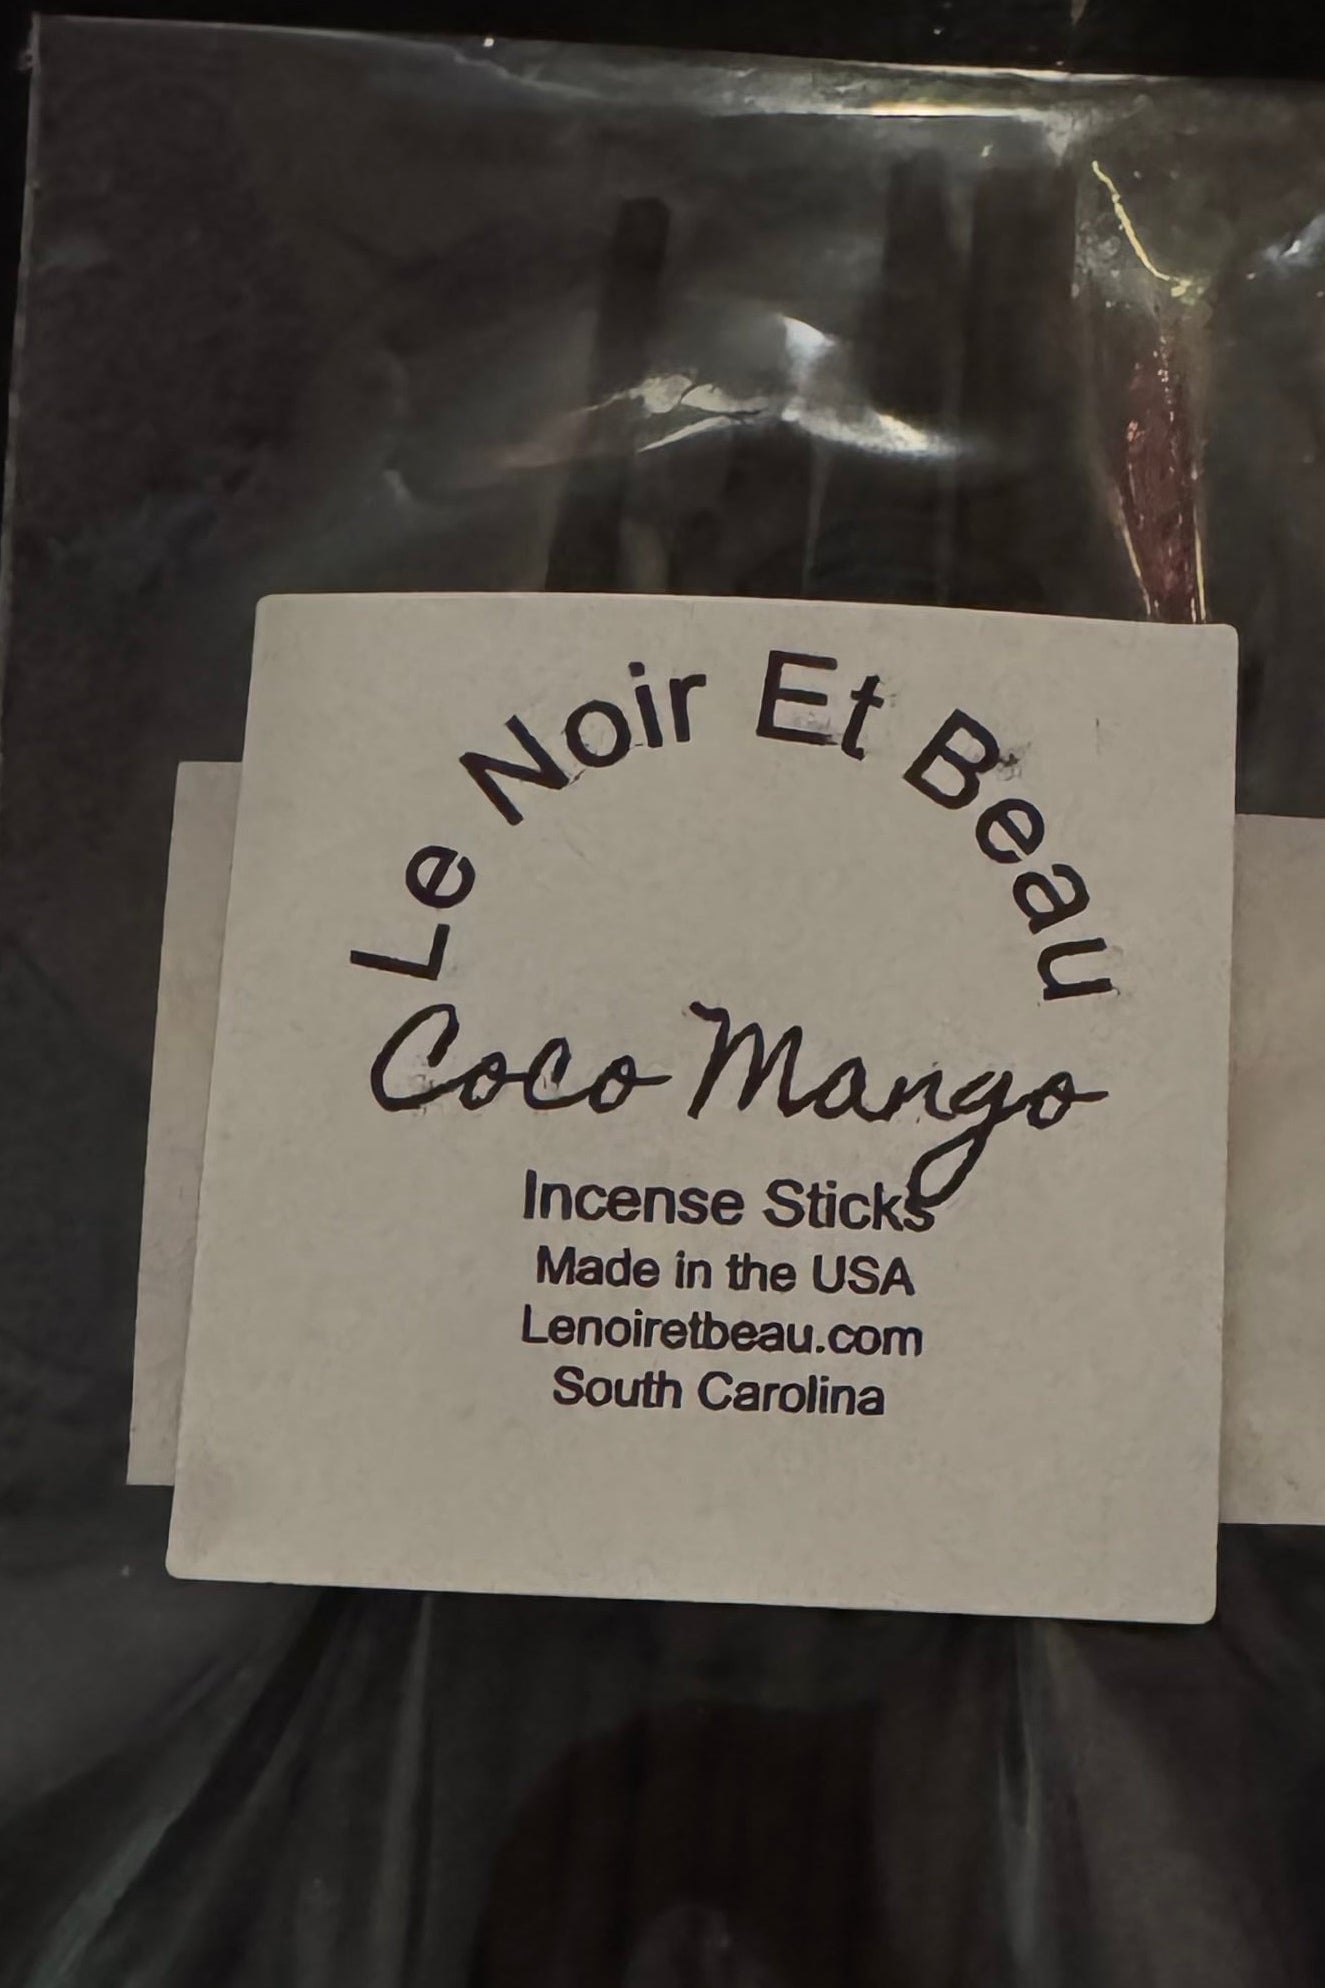 Le Noir Et Beau
Coco Mango
Incense Sticks
Made in the USA
Lenoiretbeau.com
South Carolina